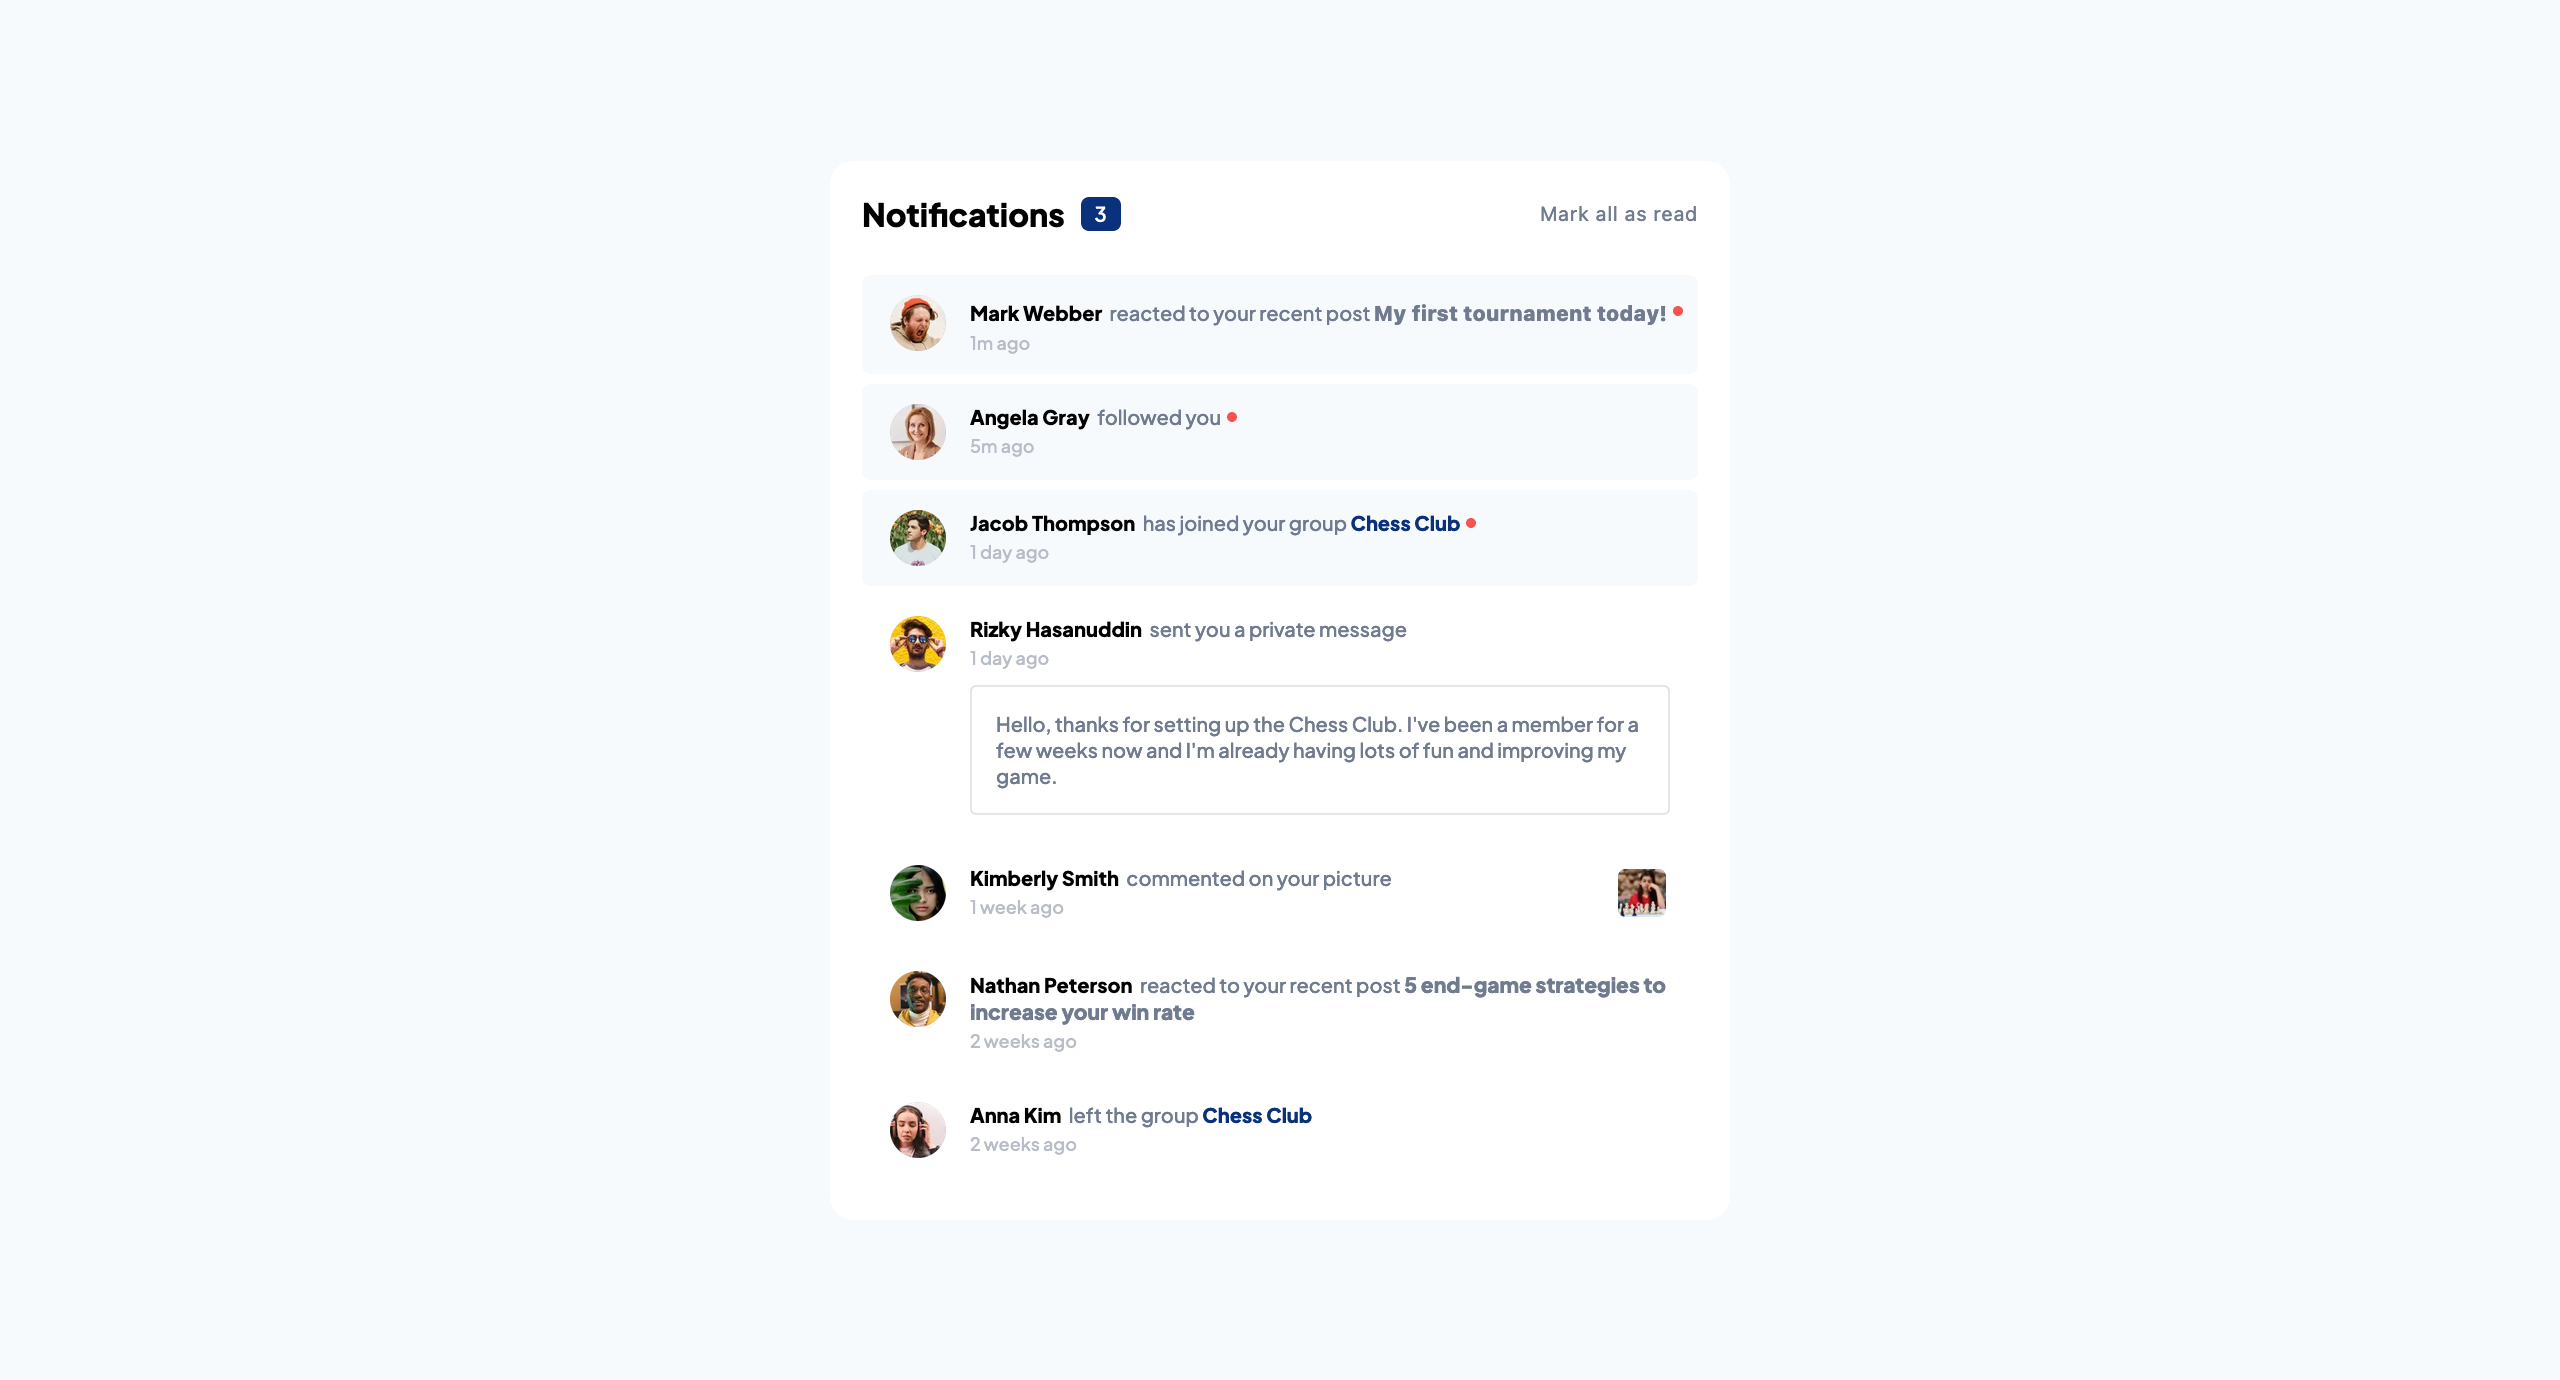 Notifications 3 Mark all as read
Mark Webber reacted to your recent post My first tournament today!
1m ago
Angela Gray followed you
5m ago
Jacob Thompson has joined your group Chess Club
1 day ago
Rizky Hasanuddin sent you a private message
1 day ago
Hello, thanks for setting up the Chess Club. I've been a member for a
few weeks now and I'm already having lots of fun and improving my
game.
Kimberly Smith commented on your picture
1 week ago
Nathan Peterson reacted to your recent post 5 end-game strategies to
increase your win rate
2 weeks ago
Anna Kim left the group Chess Club
2 weeks ago